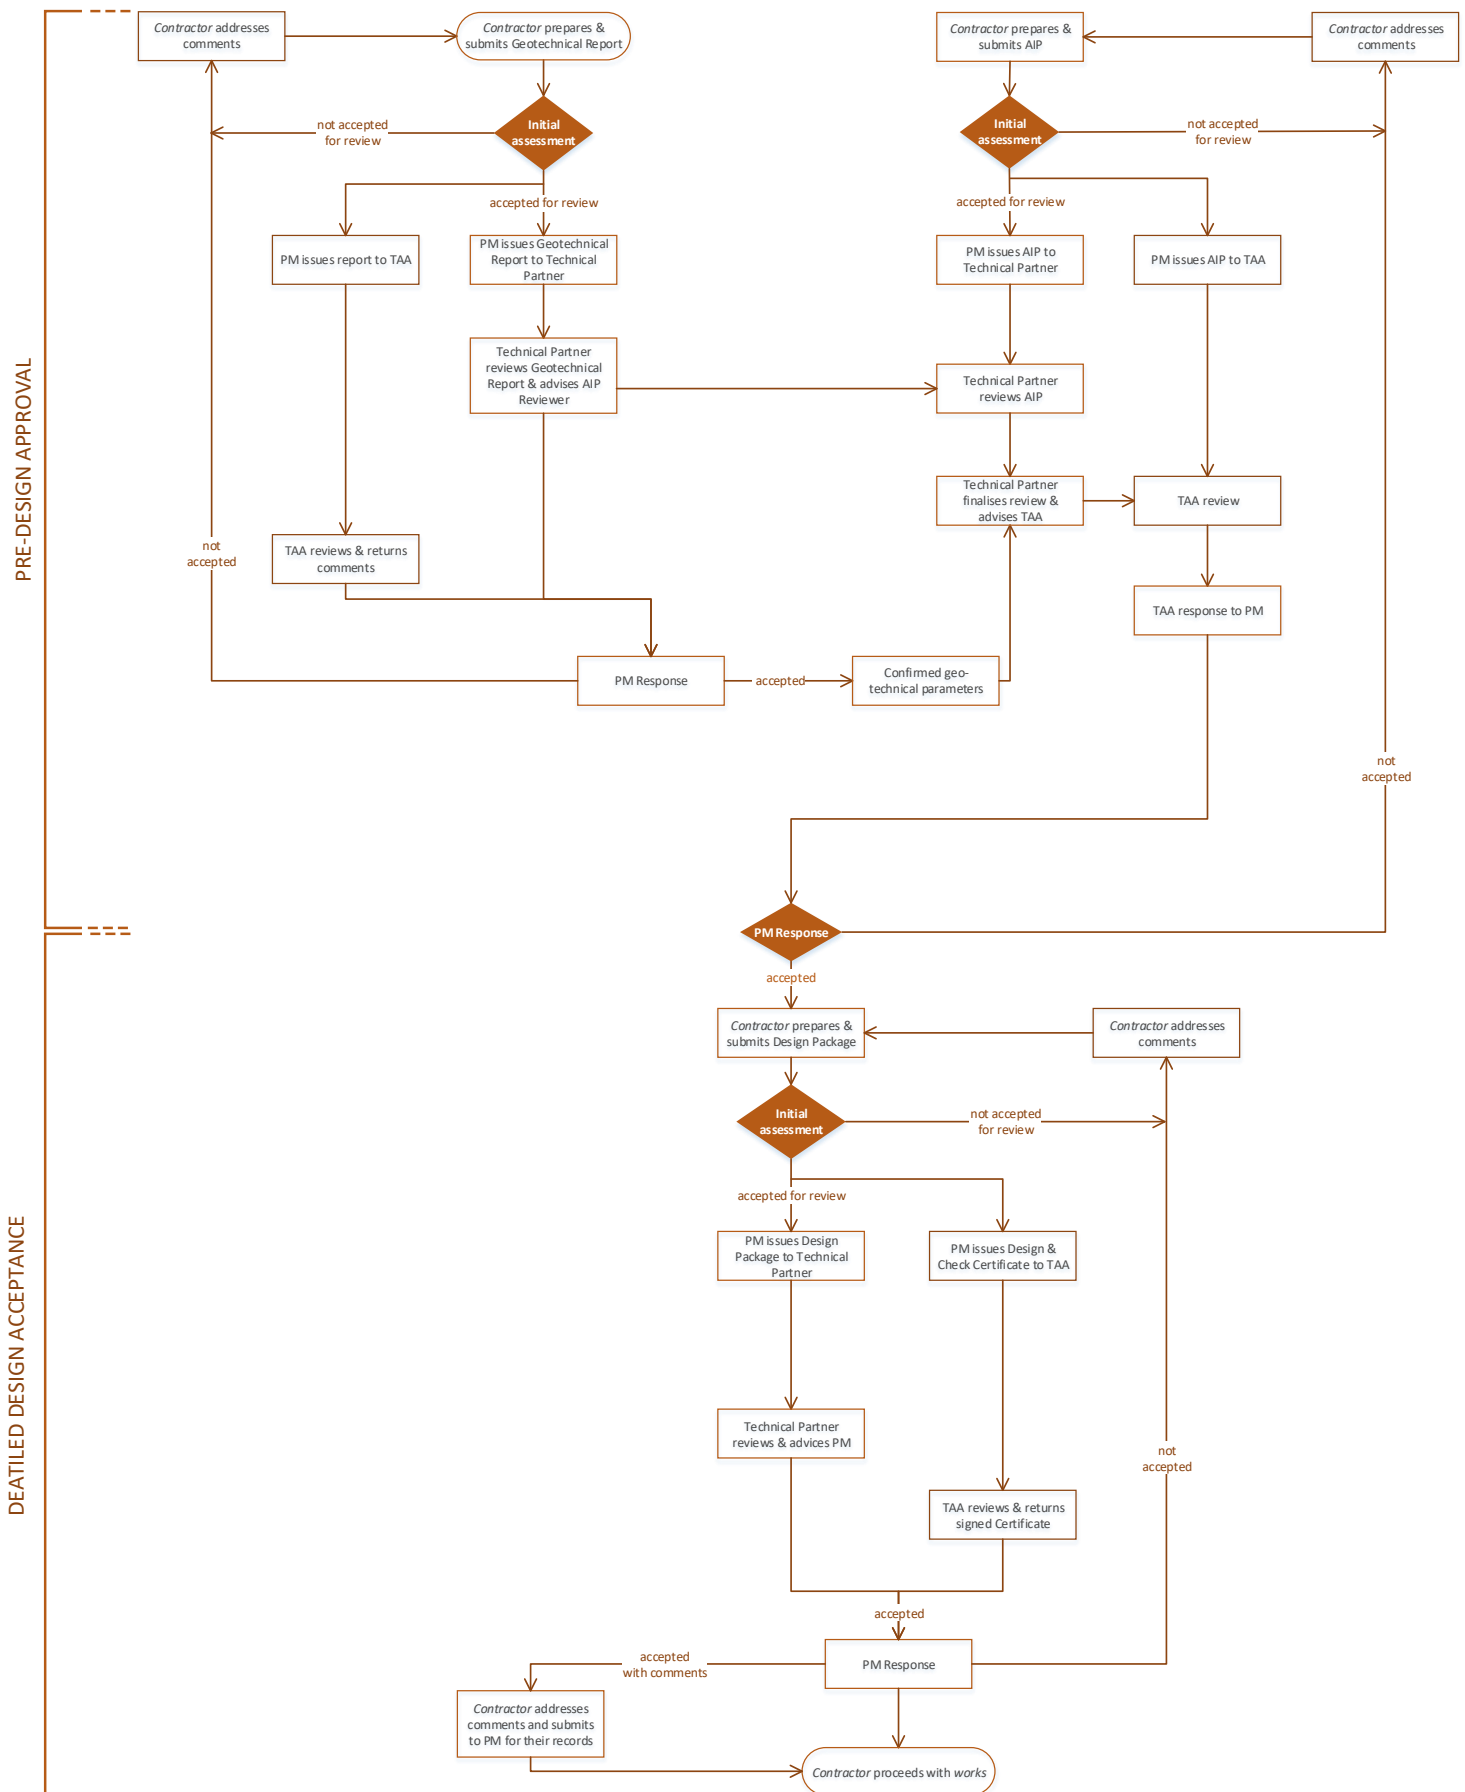 PRE-DESIGN APPROVAL
Contractor addresses
comments
Contractor prepares &
submits Geotechnical Report
Initial
assessment
not accepted
for review
accepted for review
PM issues report to TAA
PM issues Geotechnical
Report to Technical
Partner
Technical Partner
reviews Geotechnical
Report & advises AIP
Reviewer
TAA reviews & returns
comments
not
accepted
PM Response
accepted
Confirmed geo-
technical parameters
Contractor prepares &
submits AIP
Contractor addresses
comments
Initial
assessment
not accepted
for review
accepted for review
PM issues AIP to
Technical Partner
PM issues AIP to TAA
Technical Partner
reviews AIP
Technical Partner
finalises review &
advises TAA
TAA review
TAA response to PM
not
accepted
PM Response
accepted
DEATILED DESIGN ACCEPTANCE
Contractor prepares &
submits Design Package
Contractor addresses
comments
Initial
assessment
not accepted
for review
accepted for review
PM issues Design
Package to Technical
Partner
PM issues Design &
Check Certificate to TAA
Technical Partner
reviews & advices PM
not
accepted
TAA reviews & returns
signed Certificate
accepted
PM Response
accepted
with comments
Contractor addresses
comments and submits
to PM for their records
Contractor proceeds with works